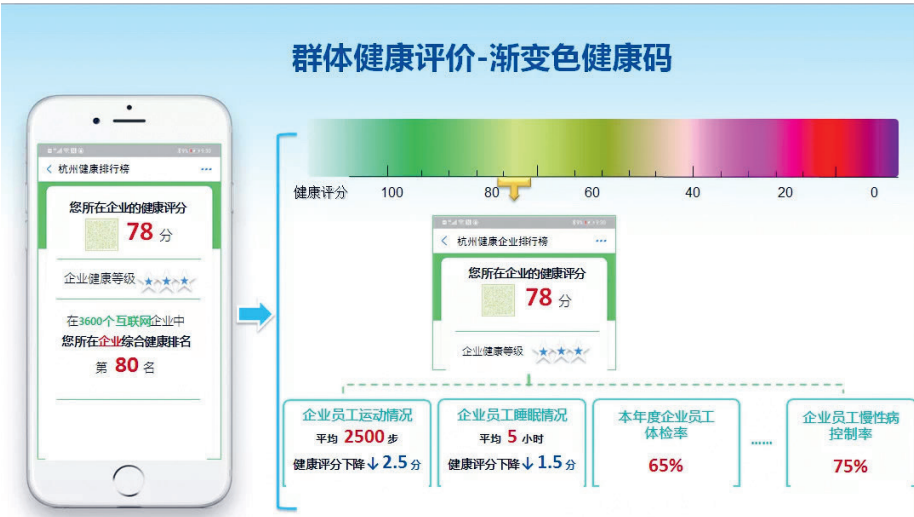 群体健康评价-渐变色健康码
杭州健康排行榜
您所在企业的健康评分
78 分
企业健康等级
在3600个互联网企业中
您所在企业综合健康排名
第 80 名
健康评分 100 80 60 40 20 0
杭州健康企业排行榜
您所在企业的健康评分
78 分
企业健康等级
企业员工运动情况
平均 2500 步
健康评分下降↓2.5 分
企业员工睡眠情况
平均 5 小时
健康评分下降↓1.5 分
本年度企业员工
体检率
65%
......
企业员工慢性病
控制率
75%